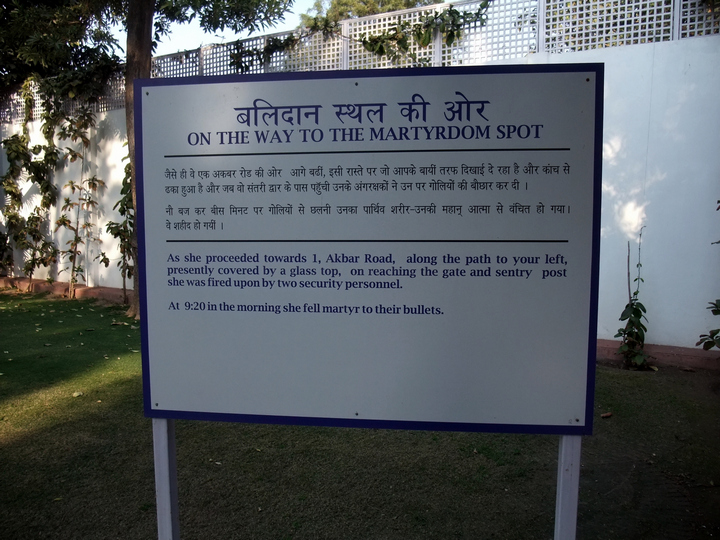 बलिदान स्थल की ओर
ON THE WAY TO THE MARTYRDOM SPOT
जैसे ही वे एक अकबर रोड की ओर आगे बढीं, इसी रास्ते पर जो आपके बायीं तरफ दिखाई दे रहा है और कांच से
ढका हुआ है और जब वो संतरी द्वार के पास पहुँची उनके अंगरक्षकों ने उन पर गोलियों की बौछार कर दी ।
नौ बज कर बीस मिनट पर गोलियों से छलनी उनका पार्थिव शरीर-उनकी महान् आत्मा से वंचित हो गया।
वे शहीद हो गयीं ।
As she proceeded towards 1, Akbar Road, along the path to your left,
presently covered by a glass top, on reaching the gate and sentry post
she was fired upon by two security personnel.
At 9:20 in the morning she fell martyr to their bullets.